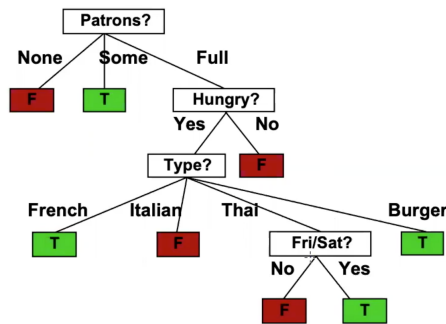 Patrons?
None Some Full
F T Hungry?
Yes No
Type? F
French Italian Thai Burger
T F Fri/Sat? T
No Yes
F T